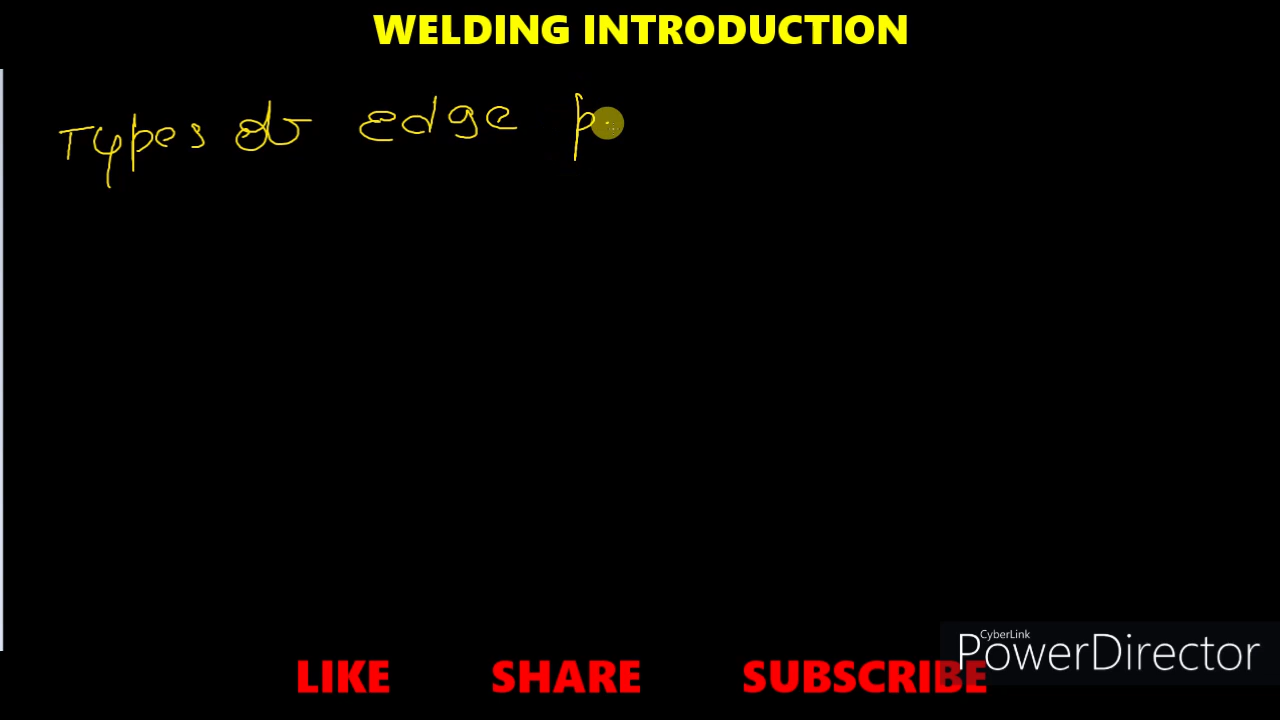 WELDING INTRODUCTION
Types of edge p
LIKE SHARE SUBSCRIBE
CyberLink
PowerDirector